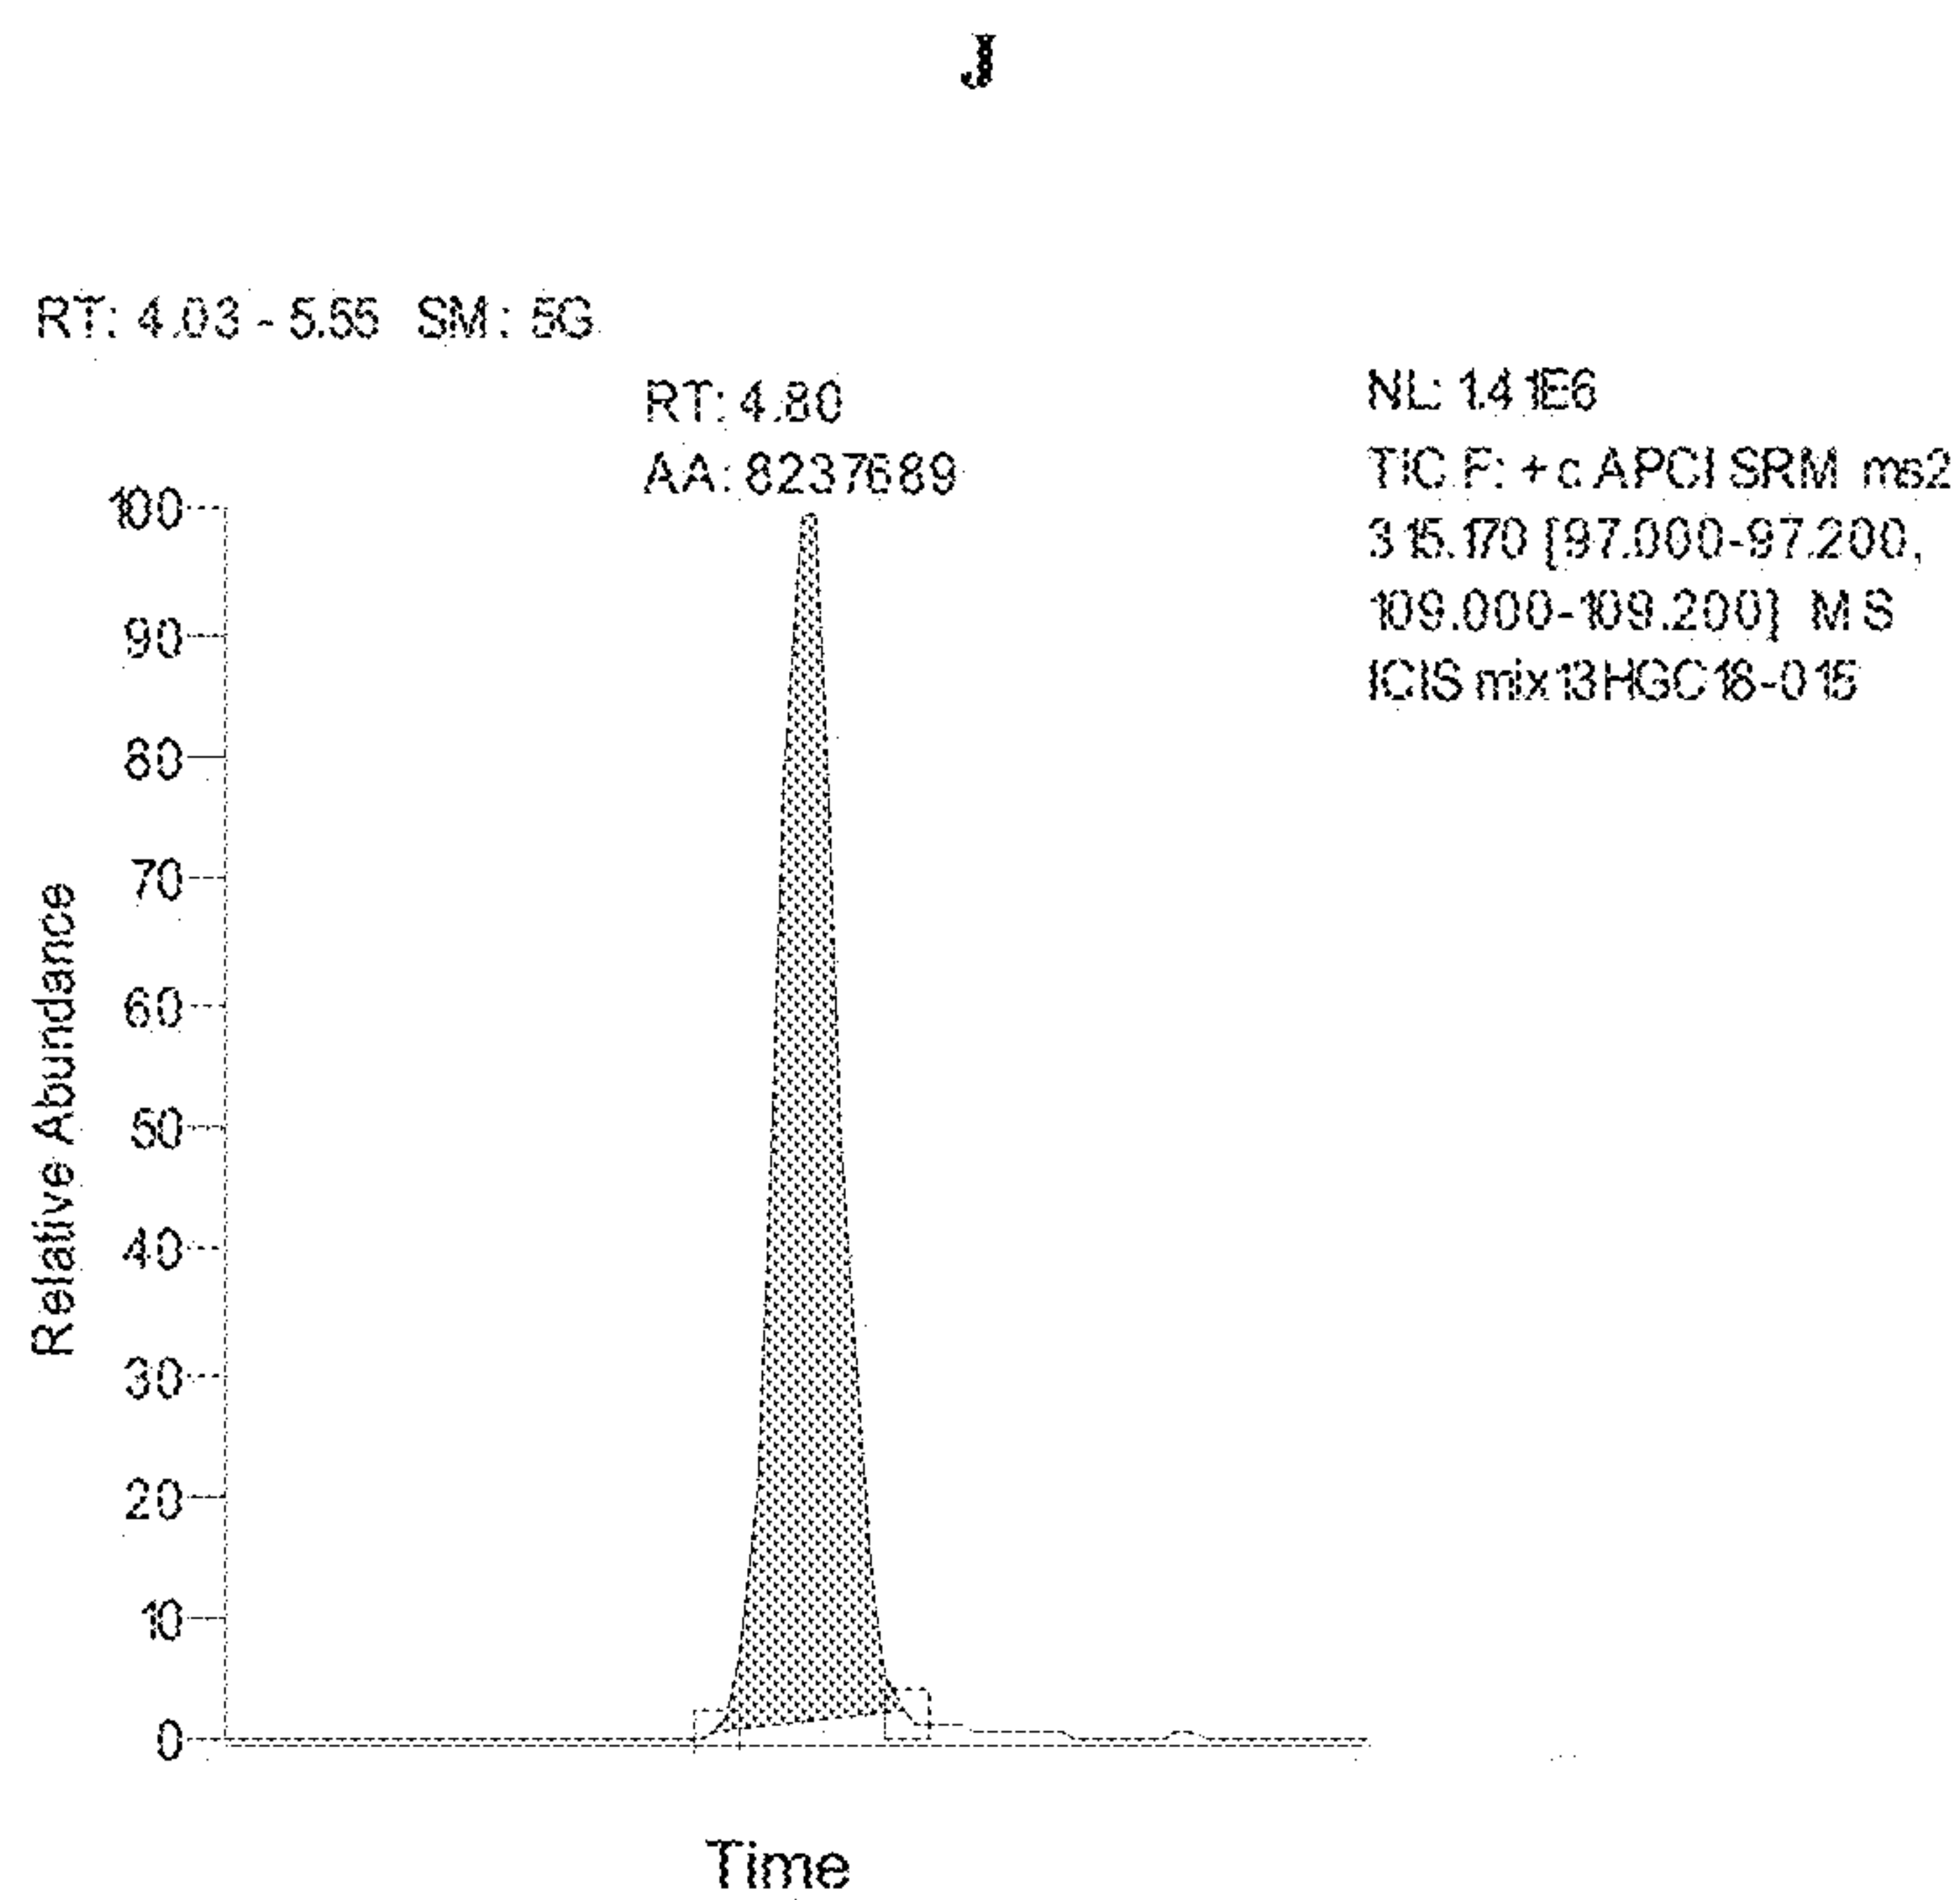 J
RT: 4.03 - 5.55 SM: 5G
RT: 4.80
AA: 8237689
NL: 1.41E6
TIC F: + c APCI SRM ms2
315.170 [97.000-97.200,
109.000-109.200] MS
ICIS mix13HGC18-015
100
90
80
70
60
50
40
30
20
10
0
Relative Abundance
Time